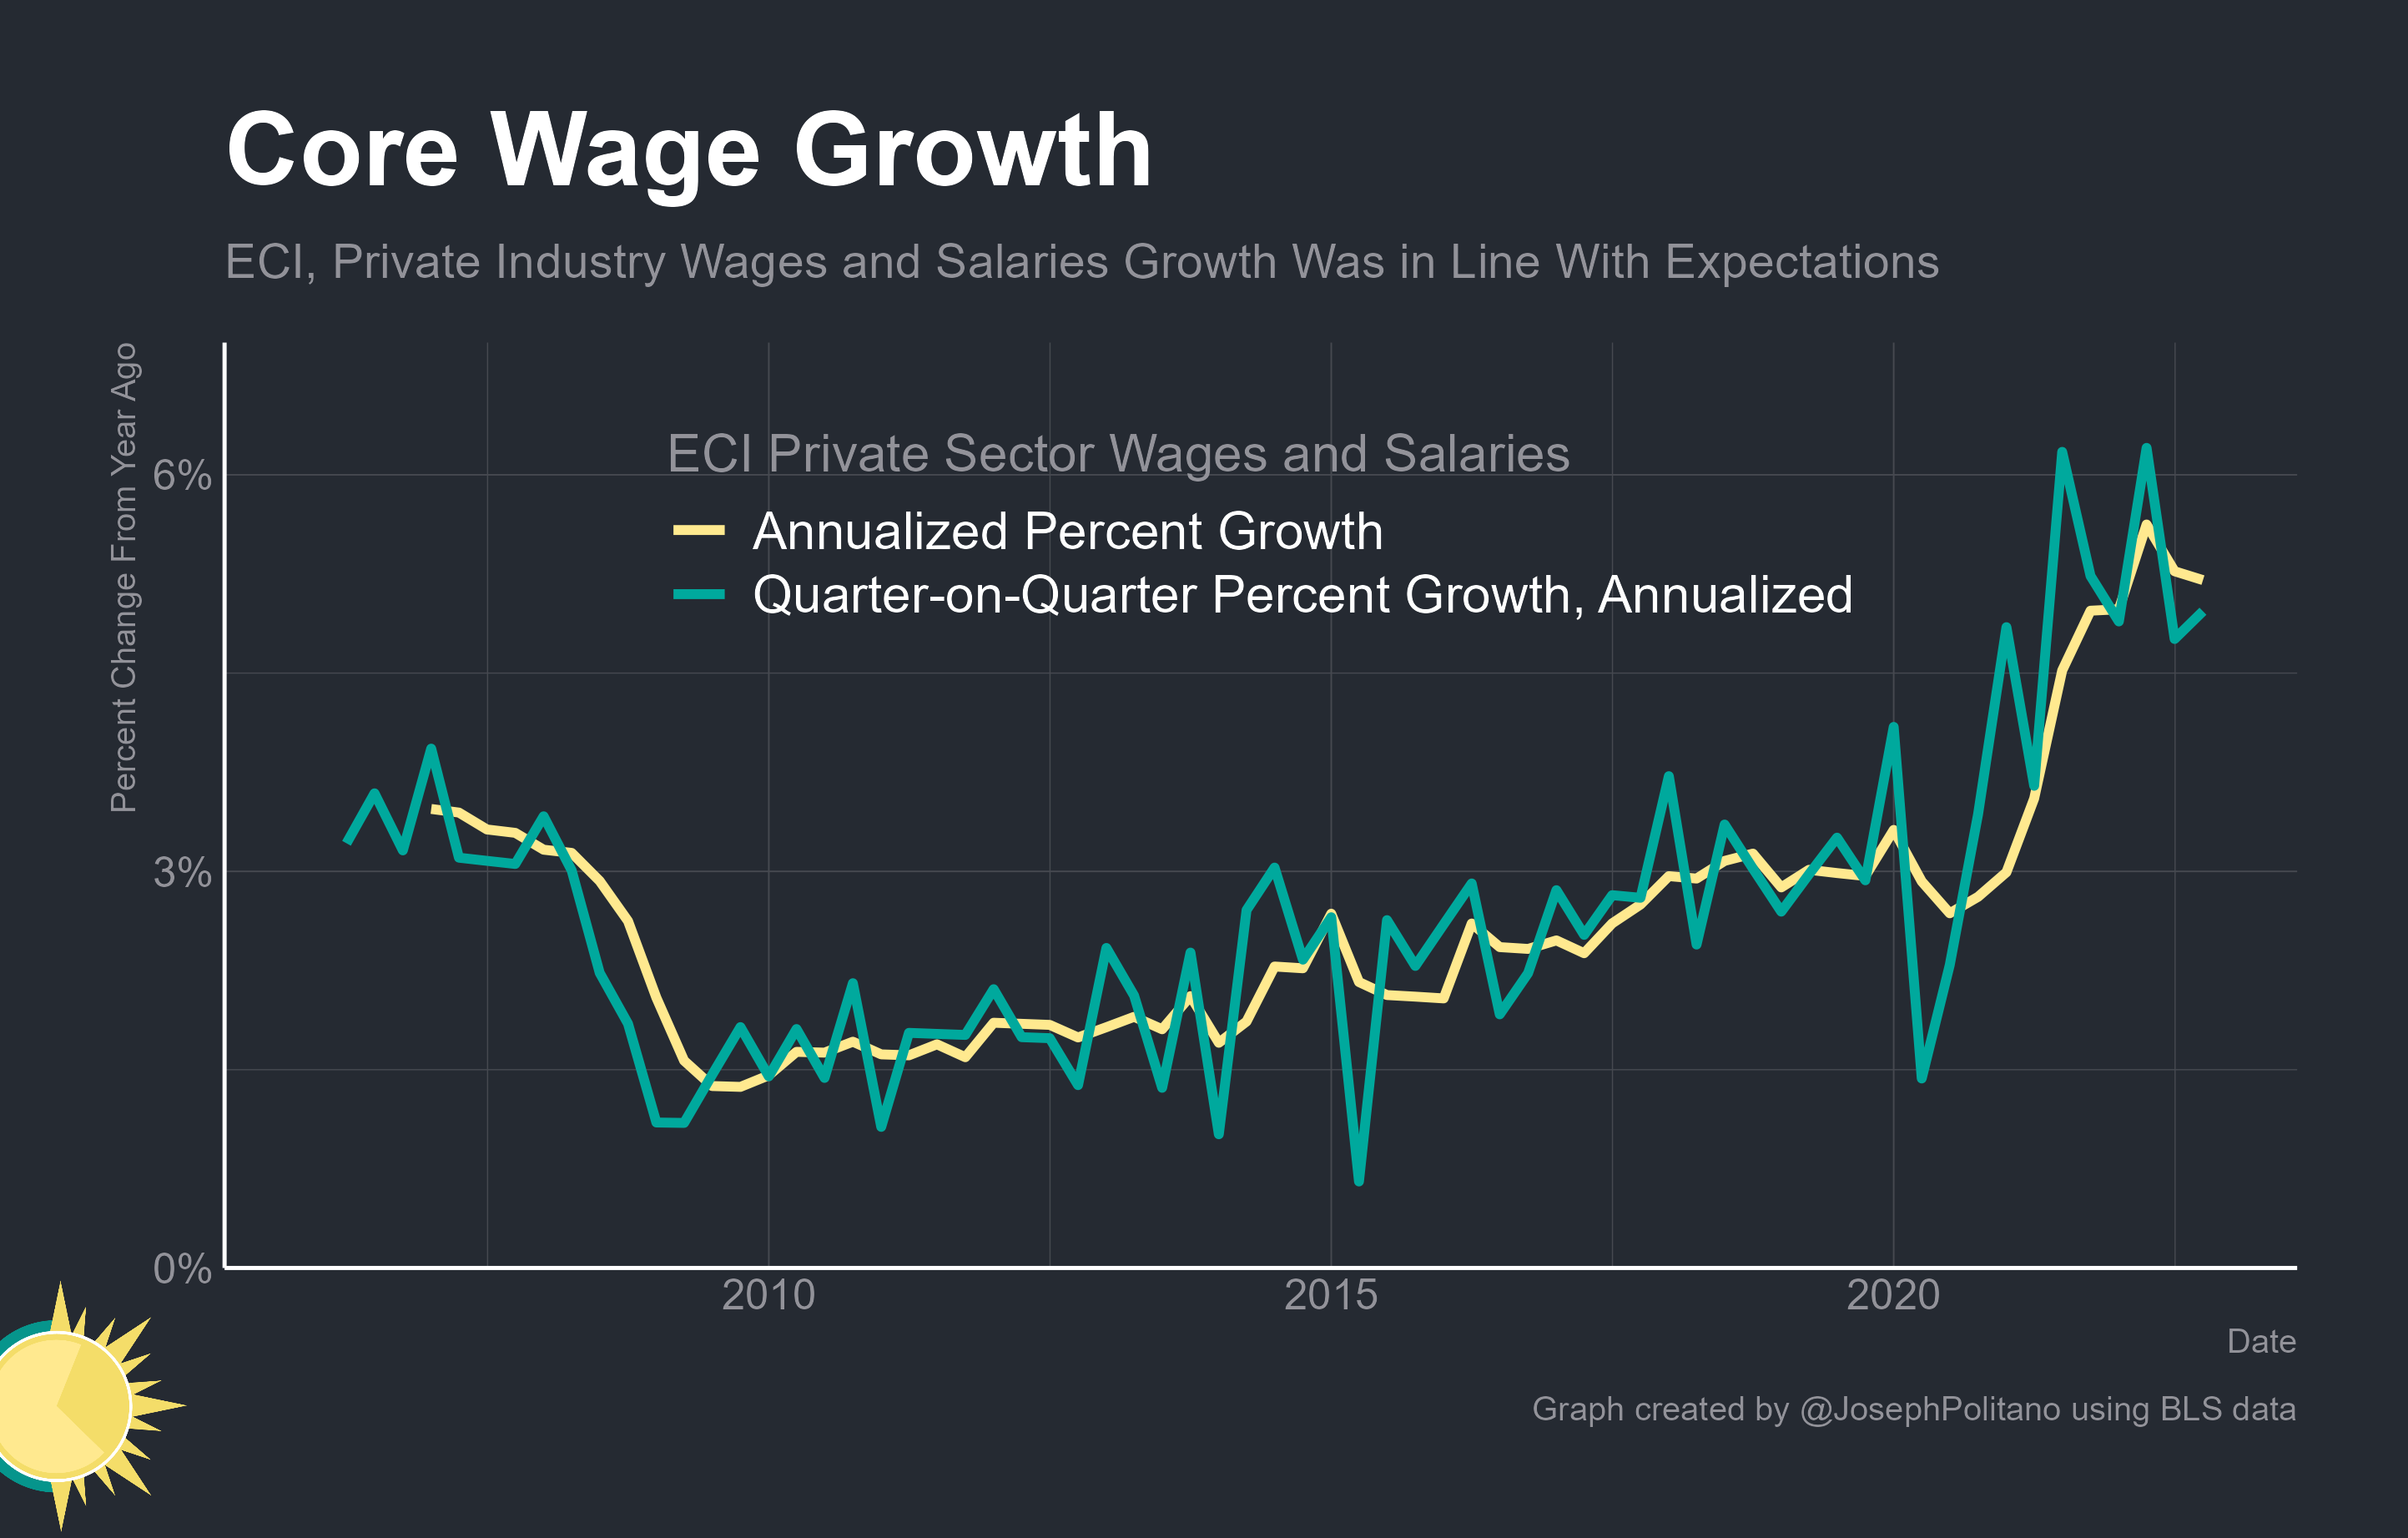 Core Wage Growth
ECI, Private Industry Wages and Salaries Growth Was in Line With Expectations
Percent Change From Year Ago
ECI Private Sector Wages and Salaries
Annualized Percent Growth
Quarter-on-Quarter Percent Growth, Annualized
6%
3%
0%
2010 2015 2020
Date
Graph created by @JosephPolitano using BLS data